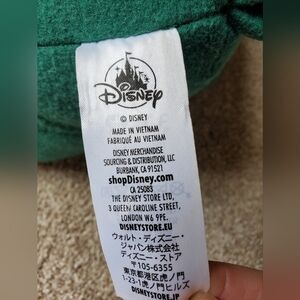 Disney
© DISNEY
MADE IN VIETNAM
FABRIQUÉ AU VIETNAM
DISNEY MERCHANDISE
SOURCING & DISTRIBUTION, LLC
BURBANK, CA 91521
shopDisney.com
CA 25083
THE DISNEY STORE LTD,
3 QUEEN CAROLINE STREET,
LONDON W6 9PE.
DISNEYSTORE.EU
ウォルト・ディズニー・
ジャパン株式会社
ディズニー・ストア
〒105-6355
東京都港区虎ノ門
1-23-1虎ノ門ヒルズ
DISNEYSTORE.JP